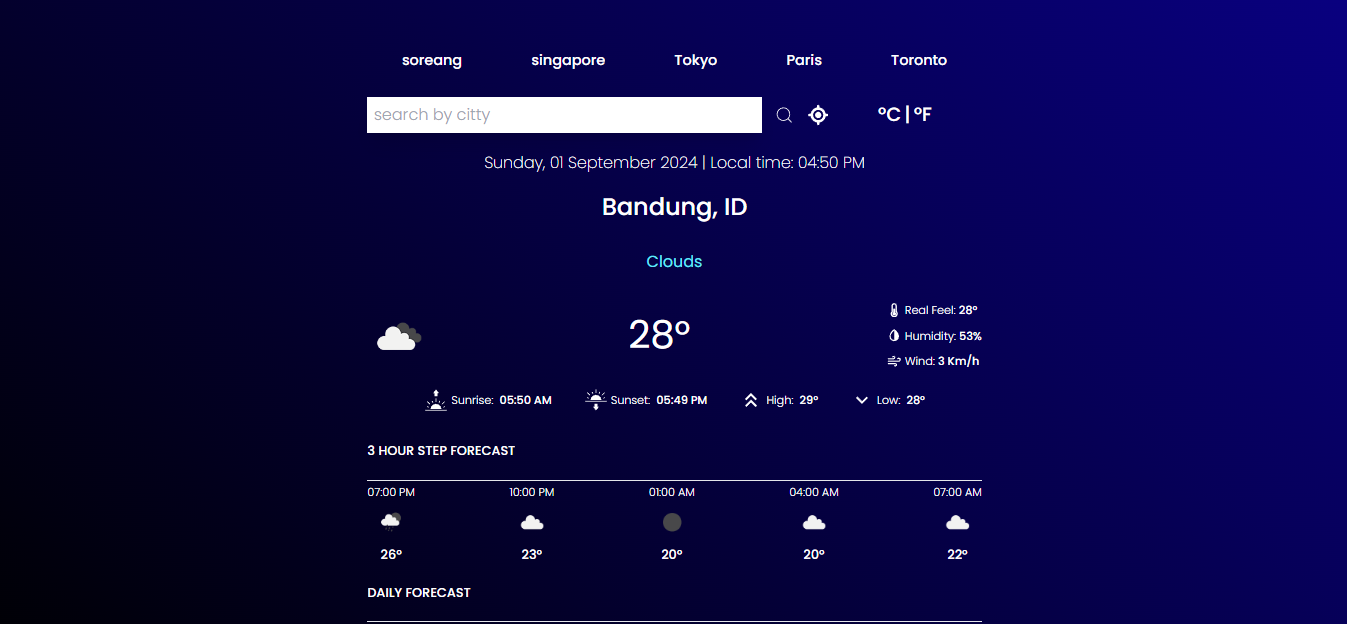 soreang singapore Tokyo Paris Toronto
search by citty °C | °F
Sunday, 01 September 2024 | Local time: 04:50 PM
Bandung, ID
Clouds
28°
Real Feel: 28°
Humidity: 53%
Wind: 3 Km/h
Sunrise: 05:50 AM Sunset: 05:49 PM High: 29° Low: 28°
3 HOUR STEP FORECAST
07:00 PM 10:00 PM 01:00 AM 04:00 AM 07:00 AM
26° 23° 20° 20° 22°
DAILY FORECAST